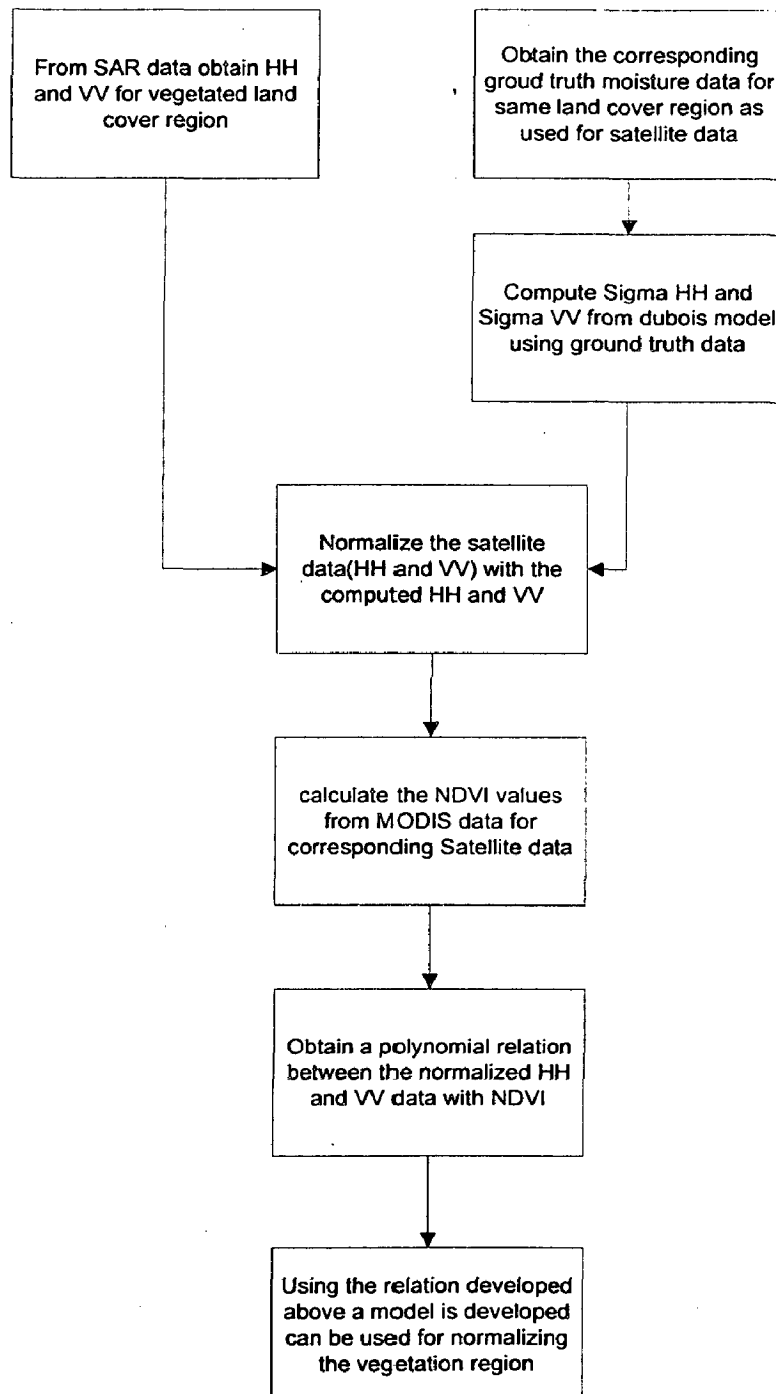 From SAR data obtain HH
and VV for vegetated land
cover region
Obtain the corresponding
groud truth moisture data for
same land cover region as
used for satellite data
Compute Sigma HH and
Sigma VV from dubois model
using ground truth data
Normalize the satellite
data(HH and VV) with the
computed HH and VV
calculate the NDVI values
from MODIS data for
corresponding Satellite data
Obtain a polynomial relation
between the normalized HH
and VV data with NDVI
Using the relation developed
above a model is developed
can be used for normalizing
the vegetation region